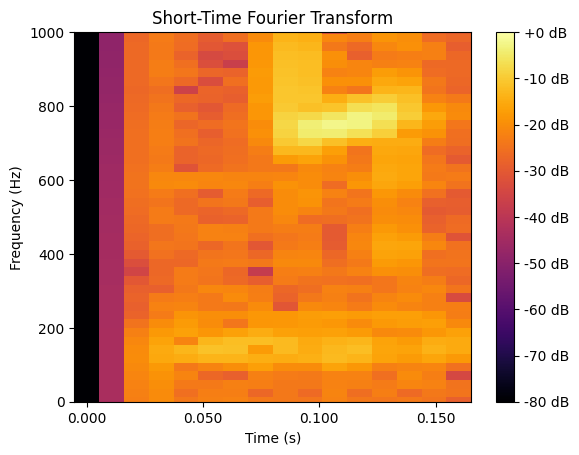 Short-Time Fourier Transform
1000
800
600
400
200
0
Frequency (Hz)
0.000
0.050
0.100
0.150
Time (s)
+0 dB
-10 dB
-20 dB
-30 dB
-40 dB
-50 dB
-60 dB
-70 dB
-80 dB